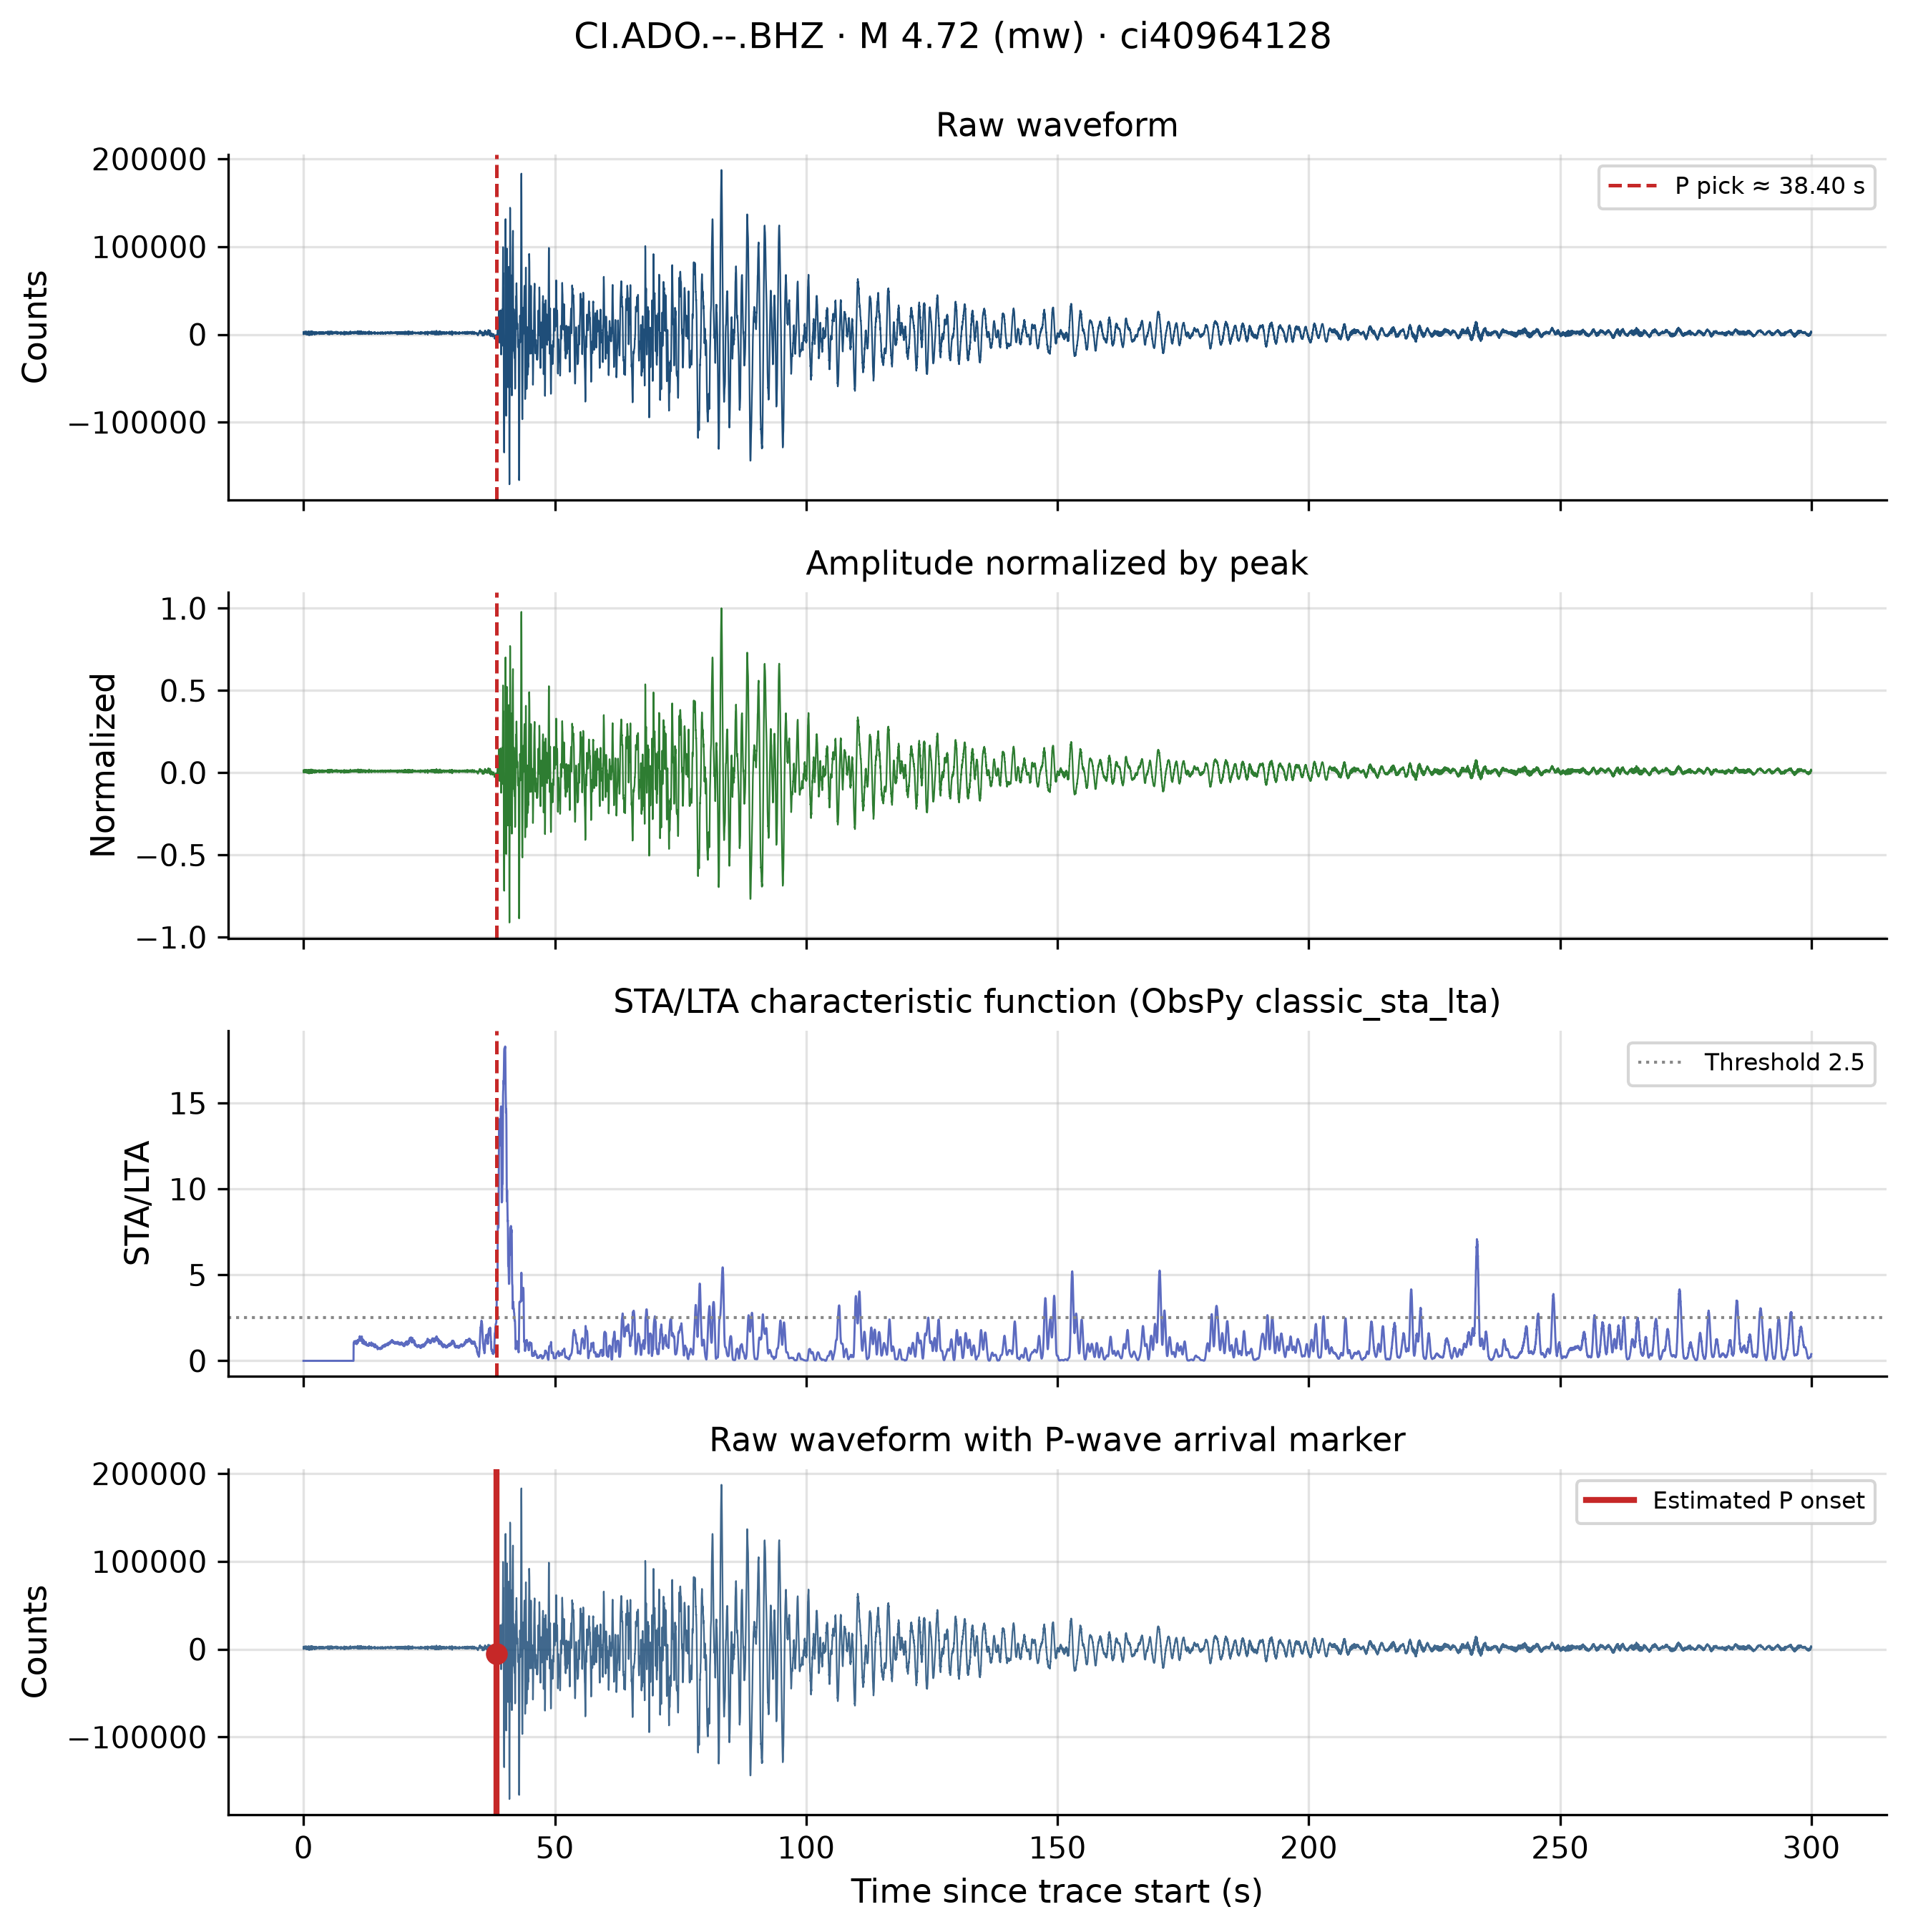 CI.ADO.--.BHZ · M 4.72 (mw) · ci40964128
Raw waveform
200000
100000
0
−100000
Counts
P pick ≈ 38.40 s
Amplitude normalized by peak
1.0
0.5
0.0
−0.5
−1.0
Normalized
STA/LTA characteristic function (ObsPy classic_sta_lta)
15
10
5
0
STA/LTA
Threshold 2.5
Raw waveform with P-wave arrival marker
200000
100000
0
−100000
Counts
Estimated P onset
0 50 100 150 200 250 300
Time since trace start (s)